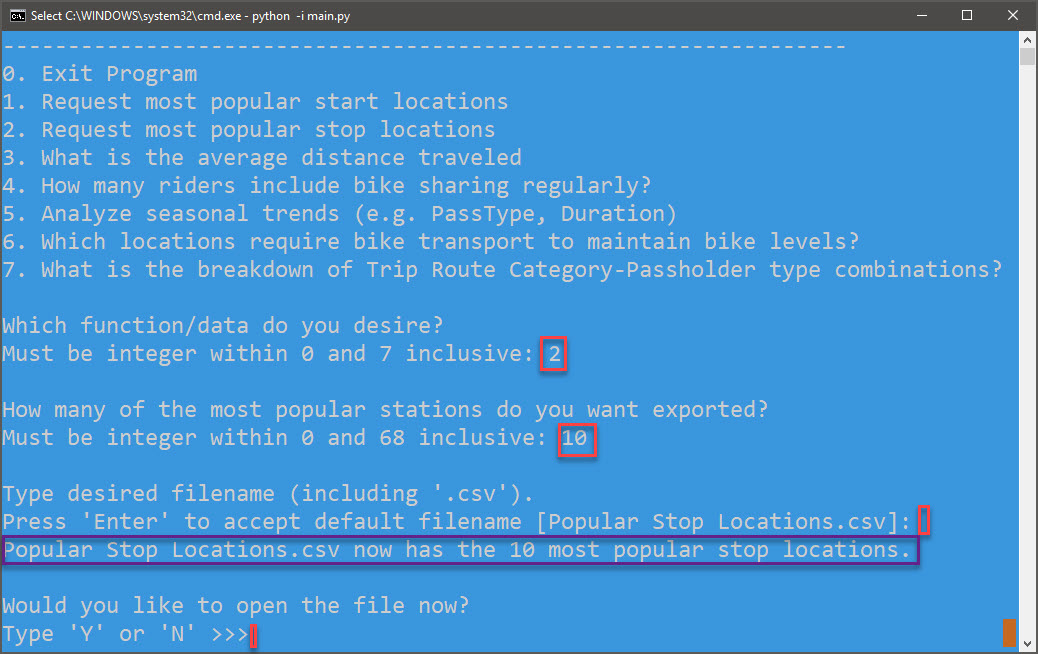 Select C:\WINDOWS\system32\cmd.exe - python  -i main.py
-----------------------------------------------------------------
0. Exit Program
1. Request most popular start locations
2. Request most popular stop locations
3. What is the average distance traveled
4. How many riders include bike sharing regularly?
5. Analyze seasonal trends (e.g. PassType, Duration)
6. Which locations require bike transport to maintain bike levels?
7. What is the breakdown of Trip Route Category-Passholder type combinations?
Which function/data do you desire?
Must be integer within 0 and 7 inclusive: 2
How many of the most popular stations do you want exported?
Must be integer within 0 and 68 inclusive: 10
Type desired filename (including '.csv').
Press 'Enter' to accept default filename [Popular Stop Locations.csv]:
Popular Stop Locations.csv now has the 10 most popular stop locations.
Would you like to open the file now?
Type 'Y' or 'N' >>>